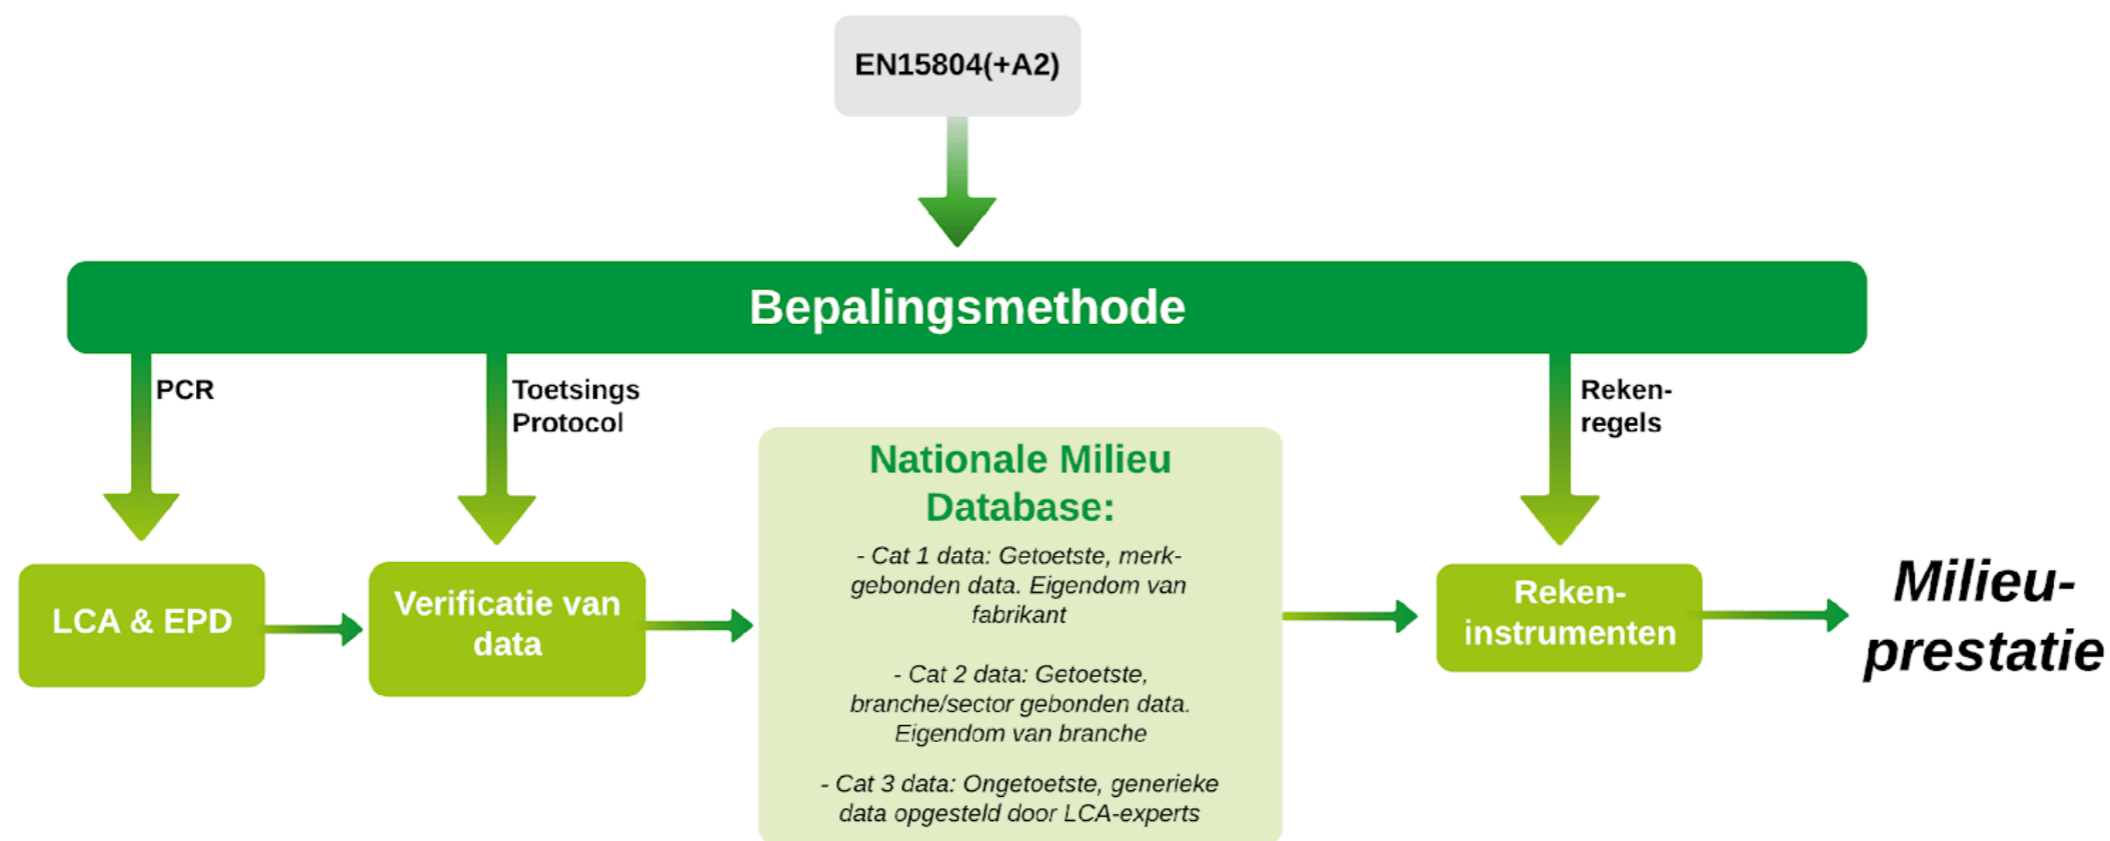 EN15804(+A2)
Bepalingsmethode
PCR
Toetsings
Protocol
Reken-
regels
LCA & EPD
Verificatie van
data
Nationale Milieu
Database:
- Cat 1 data: Getoetste, merk-
gebonden data. Eigendom van
fabrikant
- Cat 2 data: Getoetste,
branche/sector gebonden data.
Eigendom van branche
- Cat 3 data: Ongetoetste, generieke
data opgesteld door LCA-experts
Reken-
instrumenten
Milieu-
prestatie